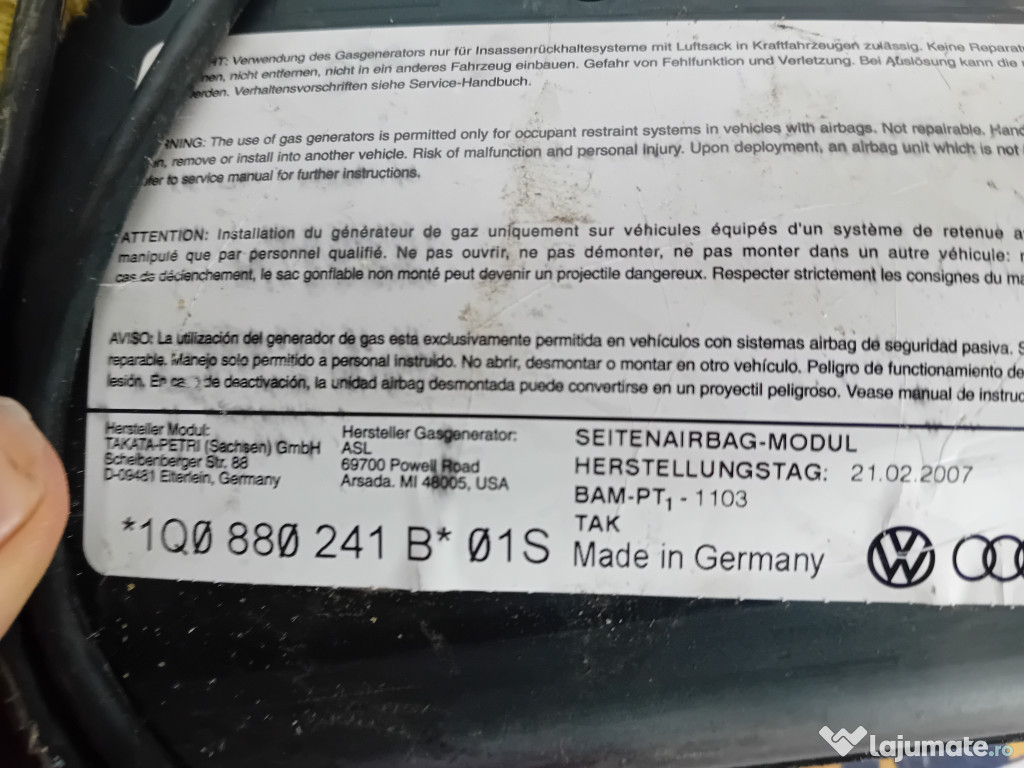 Verwendung des Gasgenerators nur für Insassenrückhaltesysteme mit Luftsack in Kraftfahrzeugen zulässig. Keine
nicht entfernen, nicht in ein anderes Fahrzeug einbauen. Gefahr von Fehlfunktion und Verletzung. Bei Auslösung kann die
Verhaltensvorschriften siehe Service-Handbuch.
The use of gas generators is permitted only for occupant restraint systems in vehicles with airbags. Not repairable.
remove or install into another vehicle. Risk of malfunction and personal injury. Upon deployment, an airbag unit which is not
to service manual for further instructions.
ATTENTION: Installation du générateur de gaz uniquement sur véhicules équipés d'un système de retenue
manipulé que par personnel qualifié. Ne pas ouvrir, ne pas démonter, ne pas monter dans un autre véhicule:
cas de déclenchement, le sac gonflable non monté peut devenir un projectile dangereux. Respecter strictement les consignes du
AVISO: La utilización del generador de gas esta exclusivamente permitida en vehículos con sistemas airbag de seguridad pasiva.
reparable. Manejo solo permitido a personal instruido. No abrir, desmontar o montar en otro vehículo. Peligro de funcionamiento
lesión. En de deactivación, la unidad airbag desmontada puede convertirse en un proyectil peligroso. Vease manual de
Hersteller Modul:
TAKATA-PETRI (Sachsen) GmbH
Scheibenberger Str. 88
D-09481 Elterlein, Germany
Hersteller Gasgenerator:
ASL
69700 Powell Road
Arsada. MI 48005, USA
SEITENAIRBAG-MODUL
HERSTELLUNGSTAG: 21.02.2007
BAM-PT1 - 1103
TAK
Made in Germany
*1Q0 880 241 B* 01S
lajumate.ro